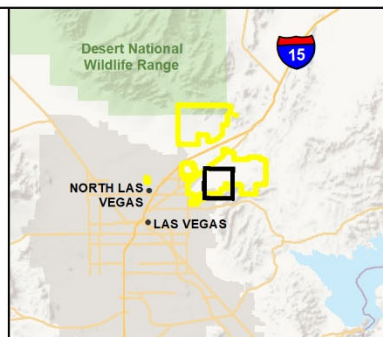 Desert National
Wildlife Range
15
NORTH LAS
VEGAS
LAS VEGAS